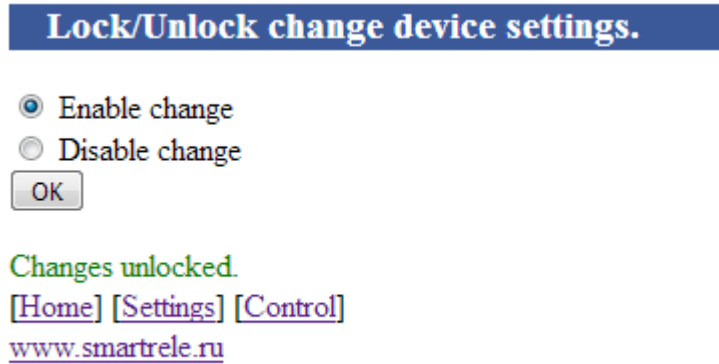 Lock/Unlock change device settings.
Enable change
Disable change
OK
Changes unlocked.
[Home] [Settings] [Control]
www.smartrele.ru